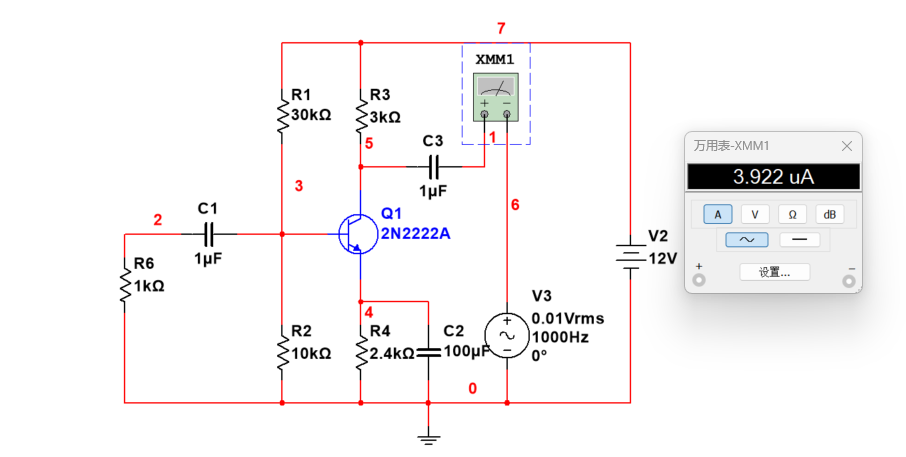 7
XMM1
R1
30kΩ
R3
3kΩ
5
C3
1µF
1
3
2
C1
1µF
Q1
2N2222A
6
R6
1kΩ
V2
12V
4
R2
10kΩ
R4
2.4kΩ
C2
100µF
V3
0.01Vrms
1000Hz
0°
0
万用表-XMM1
3.922 uA
A V Ω dB
设置...